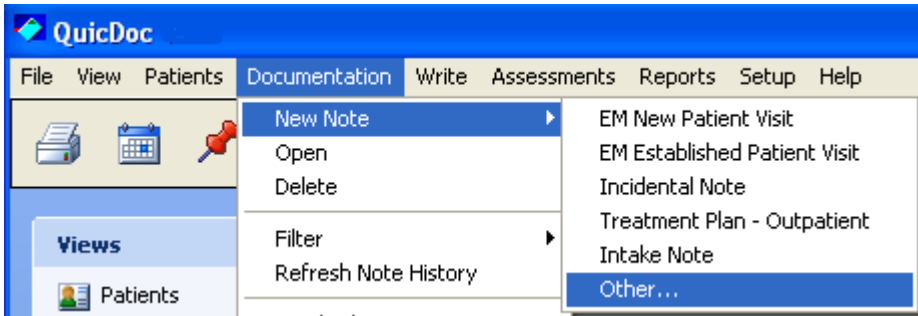 QuicDoc
File View Patients Documentation Write Assessments Reports Setup Help
New Note
Open
Delete
Filter
Refresh Note History
EM New Patient Visit
EM Established Patient Visit
Incidental Note
Treatment Plan - Outpatient
Intake Note
Other...
Views
Patients